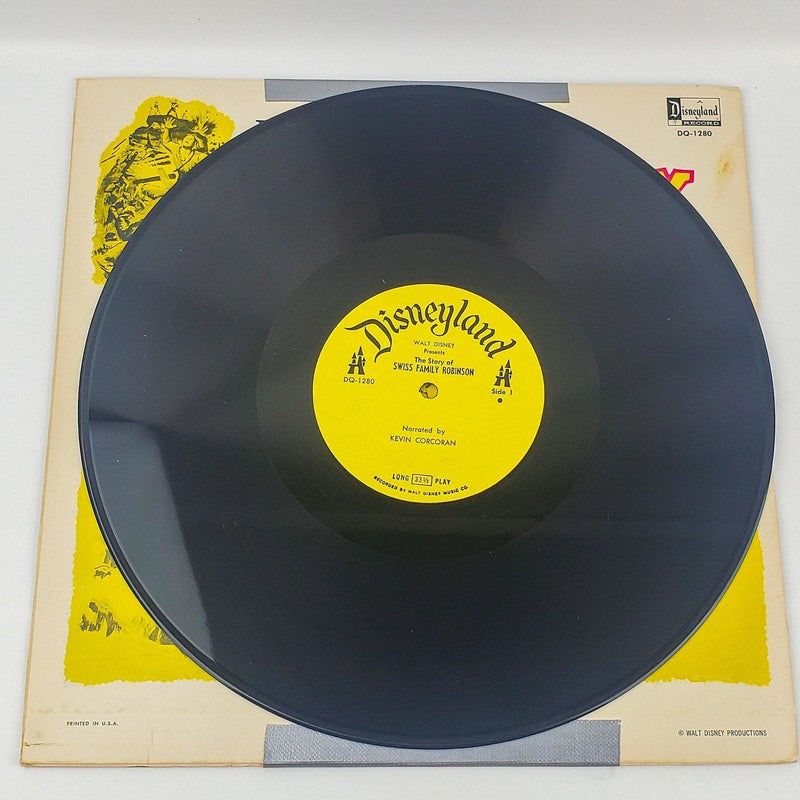 Disneyland
RECORD
DQ-1280
Y
Disneyland
WALT DISNEY
Presents
The Story of
SWISS FAMILY ROBINSON
DQ-1280
Side 1
Narrated by
KEVIN CORCORAN
LONG 33⅓ PLAY
RECORDED BY WALT DISNEY MUSIC CO.
PRINTED IN U.S.A.
© WALT DISNEY PRODUCTIONS